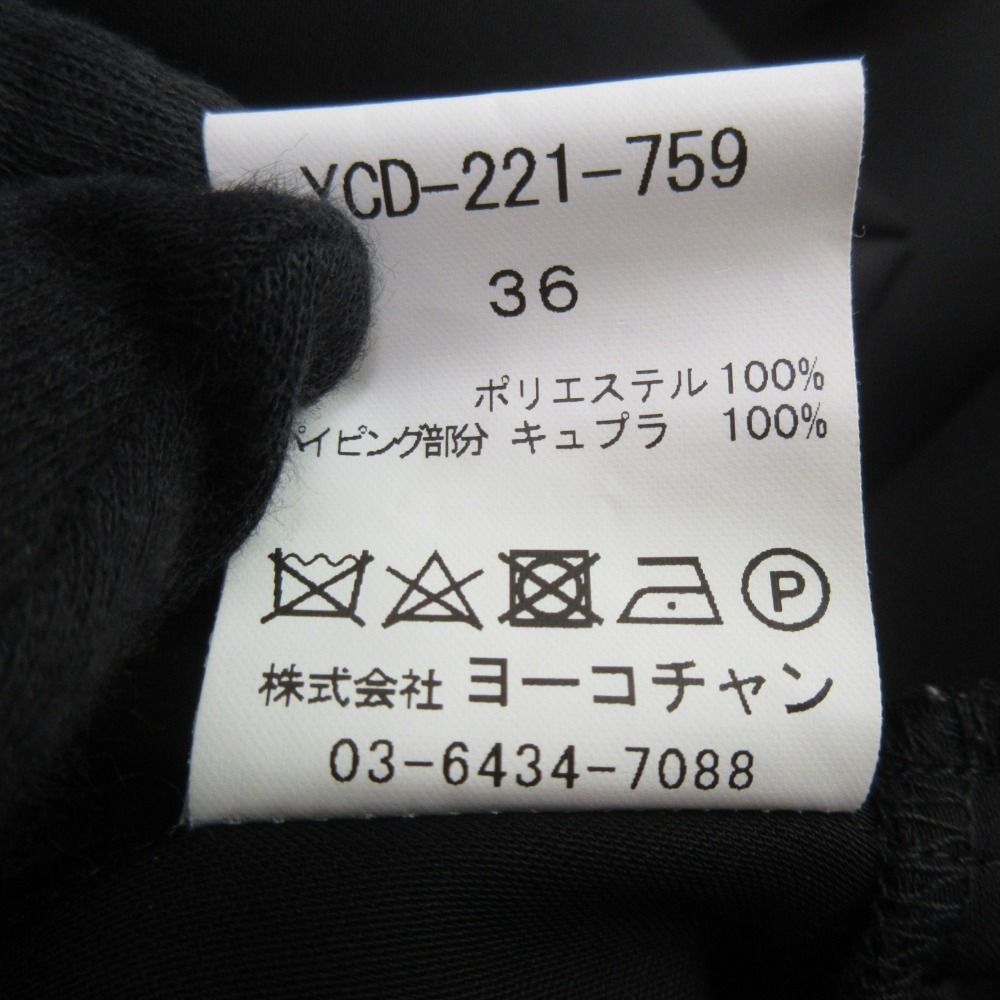 YCD-221-759
36
ポリエステル 100%
パイピング部分 キュプラ 100%
P
株式会社 ヨーコチャン
03-6434-7088